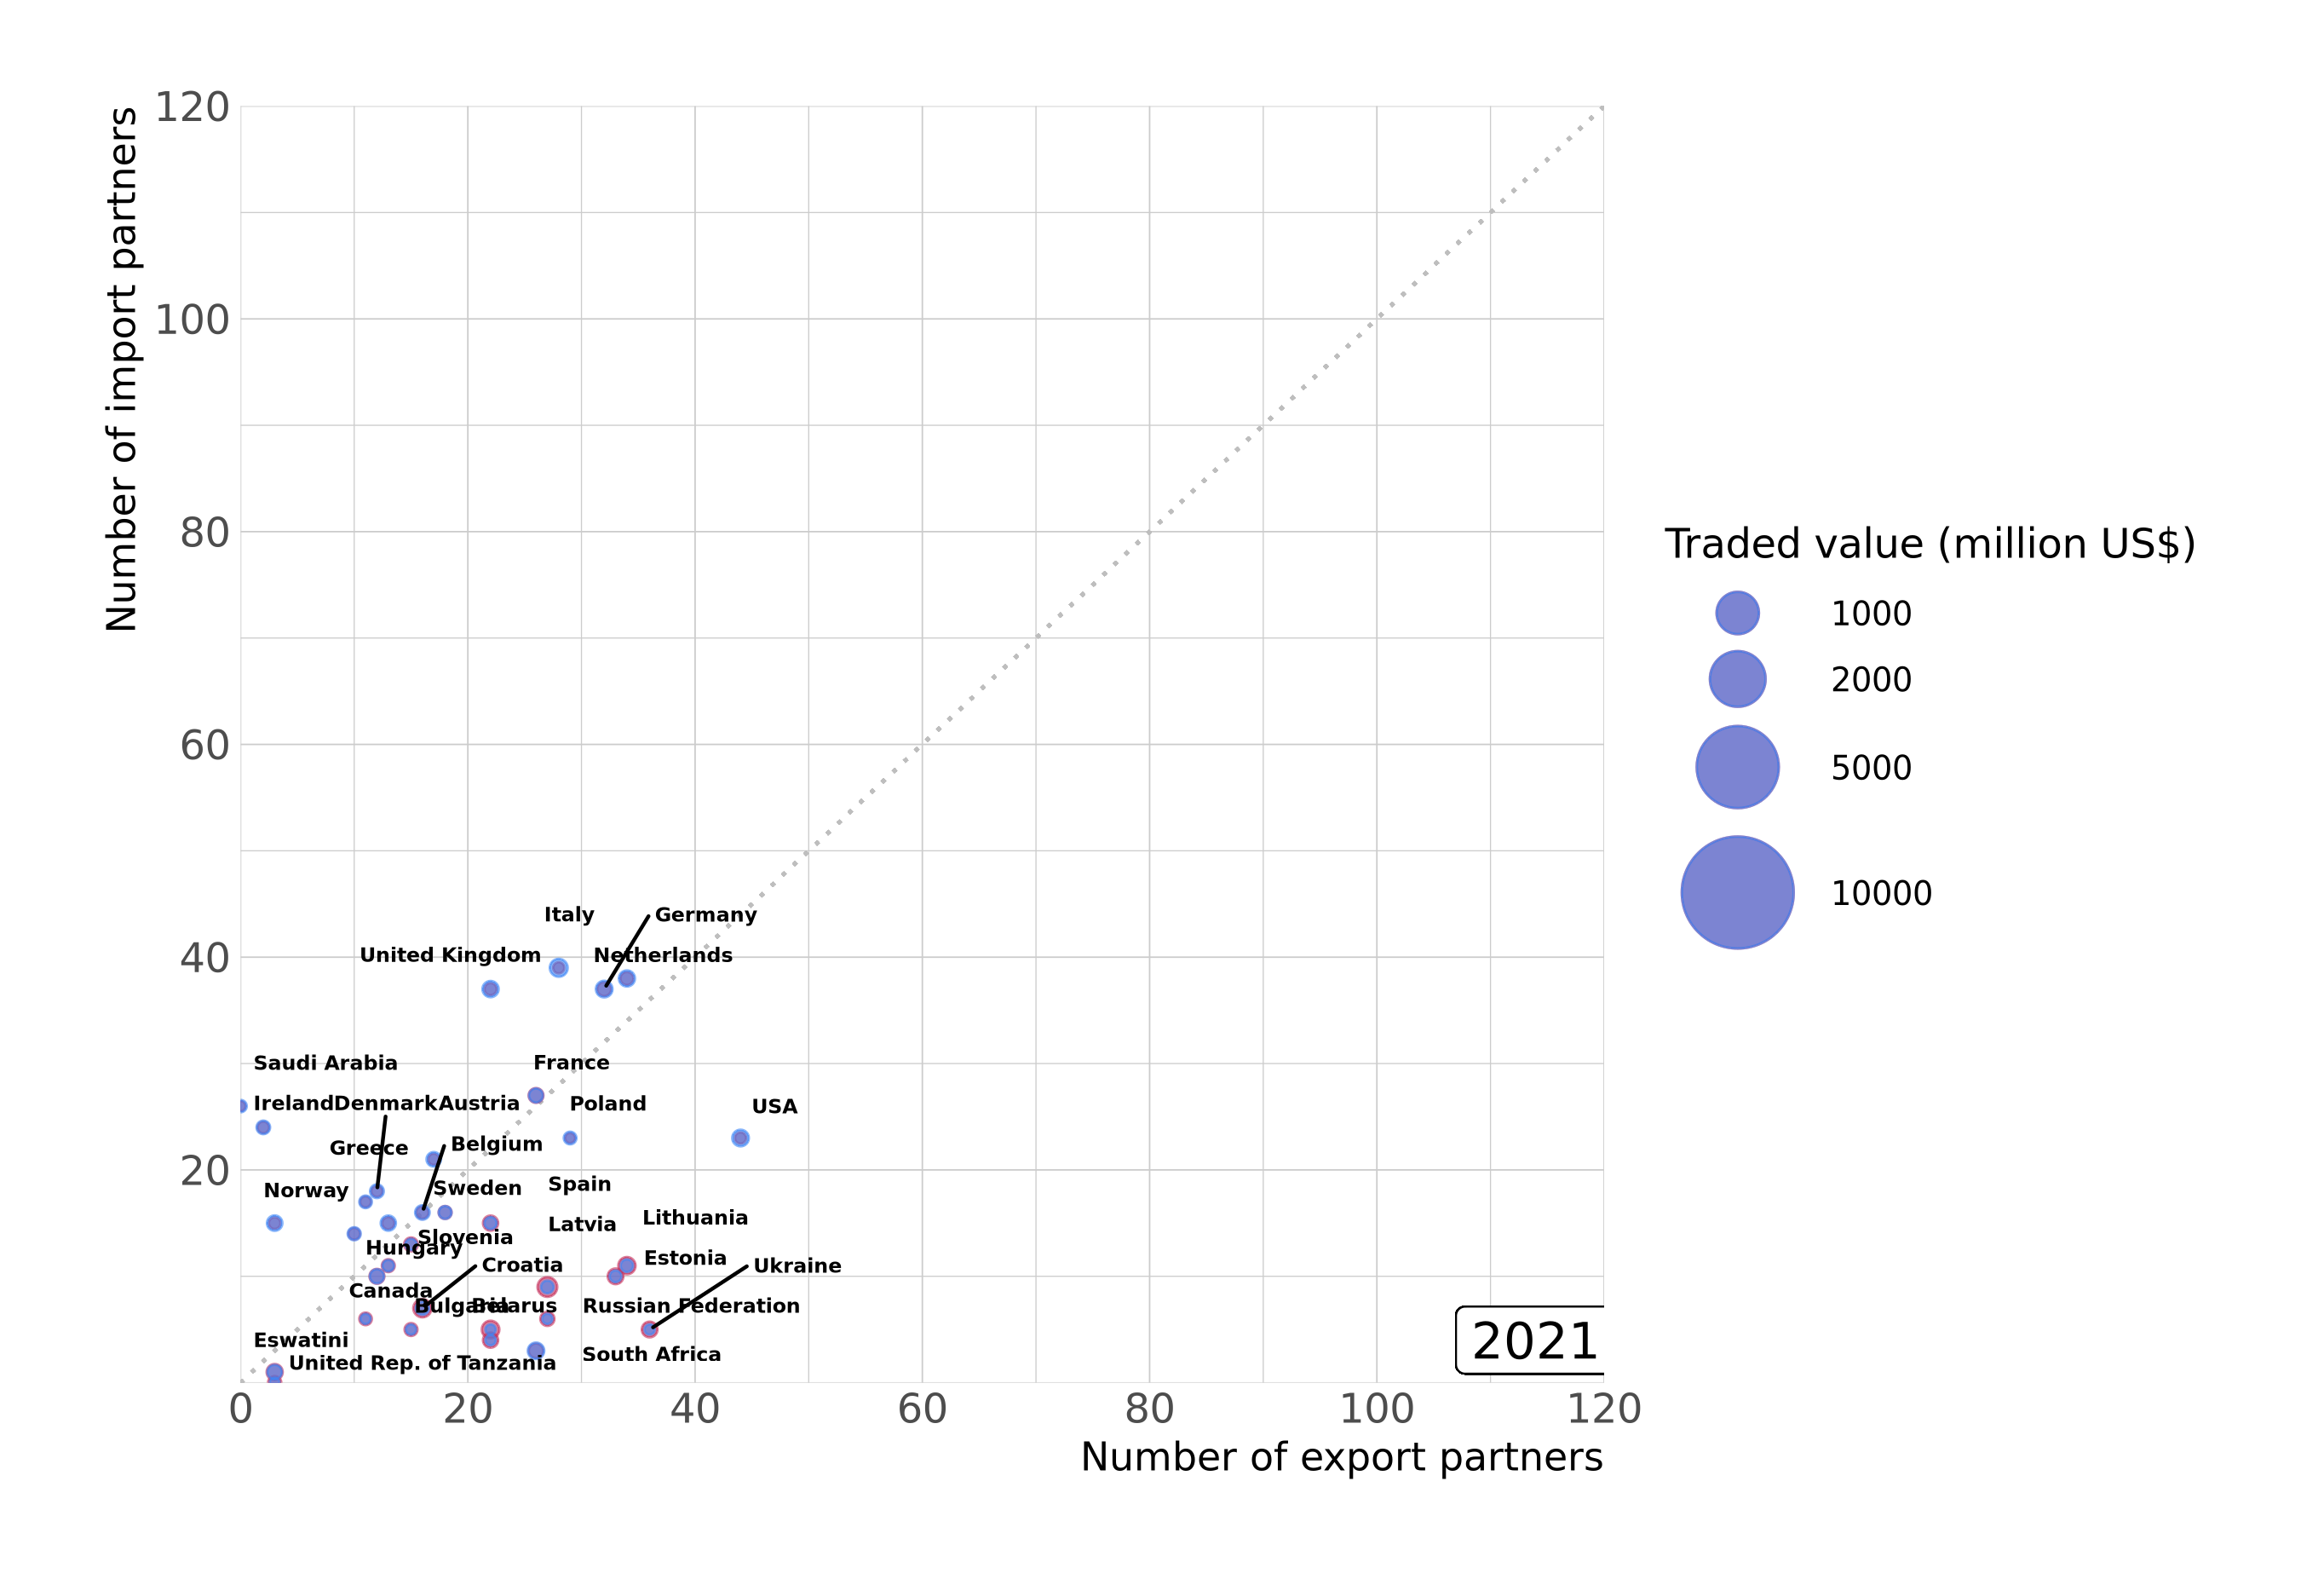 Number of import partners
120
100
80
60
40
20
0
20
40
60
80
100
120
Number of export partners
Italy
Germany
United Kingdom
Netherlands
Saudi Arabia
France
Ireland
Denmark
Austria
Poland
USA
Greece
Belgium
Norway
Sweden
Spain
Latvia
Lithuania
Slovenia
Hungary
Croatia
Estonia
Ukraine
Canada
Bulgaria
Belarus
Russian Federation
Eswatini
United Rep. of Tanzania
South Africa
2021
Traded value (million US$)
1000
2000
5000
10000